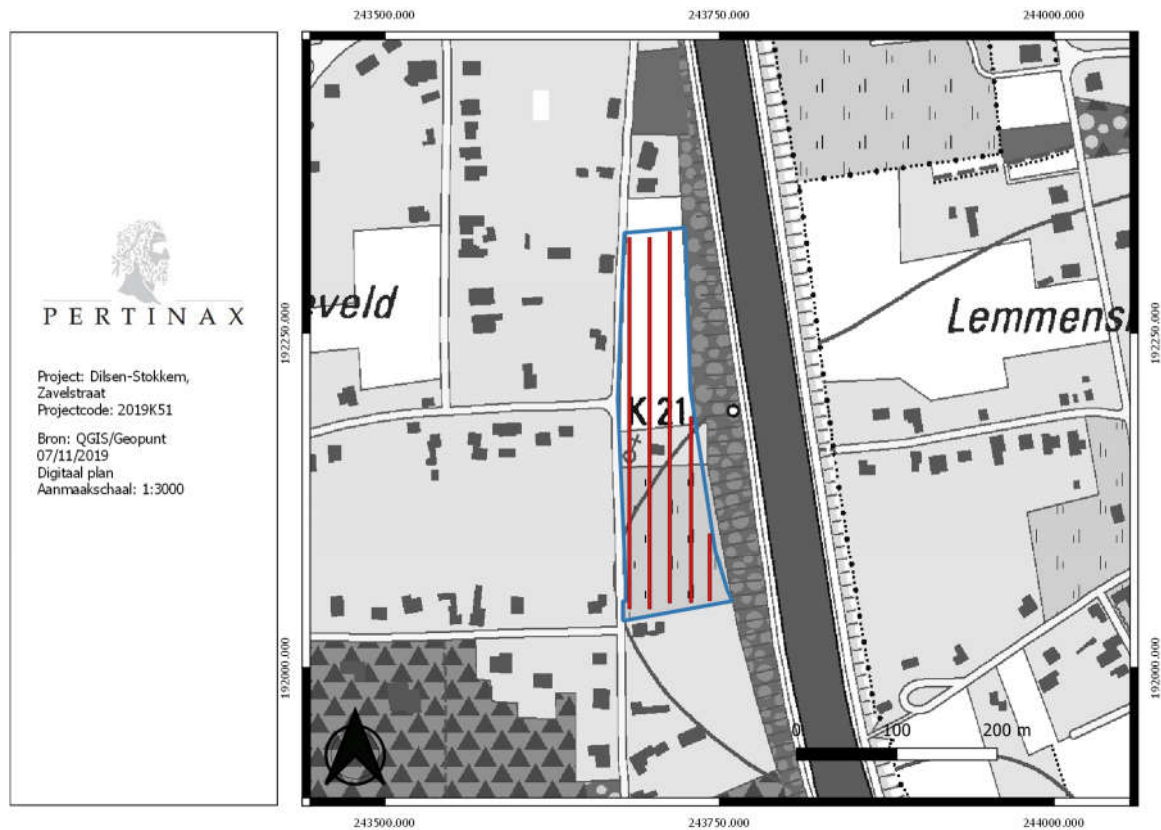 243500.000
243750.000
244000.000
PERTINAX
Project: Dilsen-Stokkem,
Zavelstraat
Projectcode: 2019K51
Bron: QGIS/Geopunt
07/11/2019
Digitaal plan
Aanmaakschaal: 1:3000
192250.000
eveld
Lemmens
192250.000
K 21
192000.000
192000.000
0
100
200 m
243500.000
243750.000
244000.000